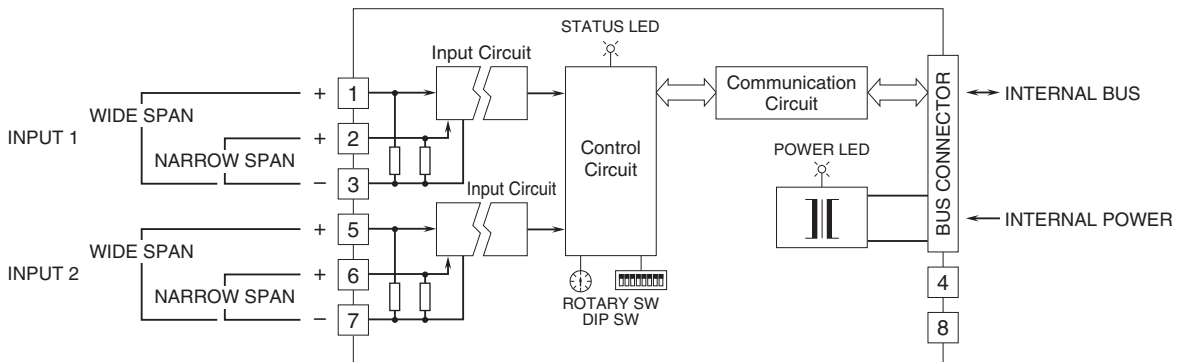 STATUS LED
Input Circuit
INPUT 1
WIDE SPAN
NARROW SPAN
+ 1
+ 2
− 3
Input Circuit
INPUT 2
WIDE SPAN
NARROW SPAN
+ 5
+ 6
− 7
Control
Circuit
ROTARY SW
DIP SW
Communication
Circuit
POWER LED
BUS CONNECTOR
INTERNAL BUS
INTERNAL POWER
4
8